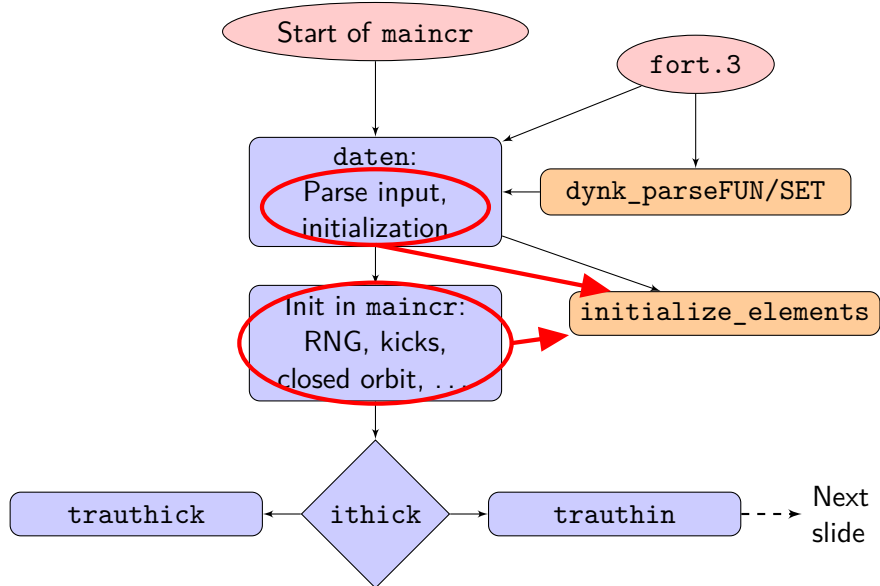 Start of maincr
fort.3
daten:
Parse input,
initialization
dynk_parseFUN/SET
Init in maincr:
RNG, kicks,
closed orbit, ...
initialize_elements
trauthick
ithick
trauthin
Next
slide